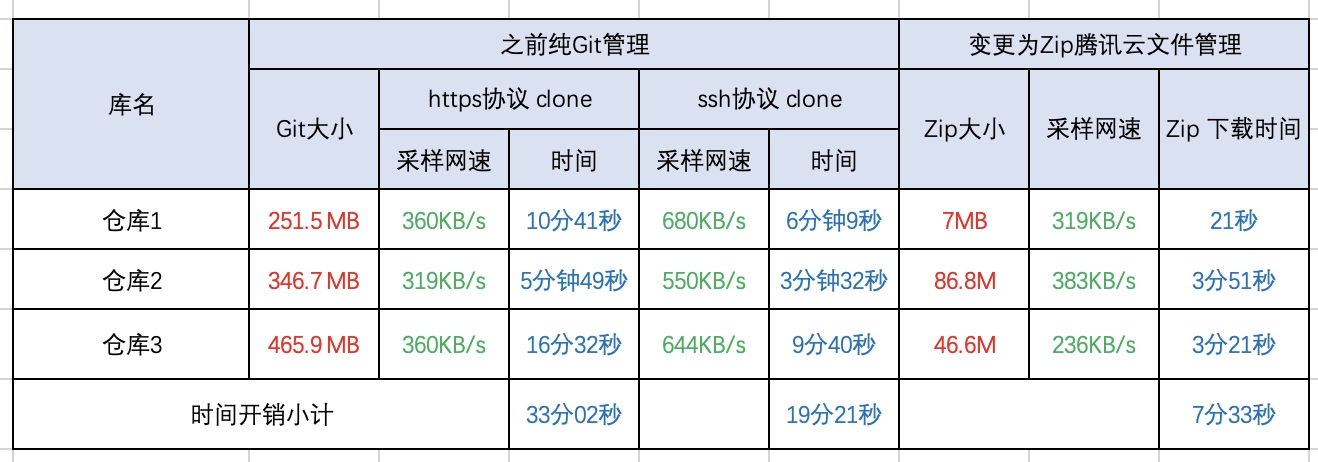 库名
之前纯Git管理
变更为Zip腾讯云文件管理
Git大小
https协议 clone
ssh协议 clone
Zip大小
采样网速
Zip 下载时间
采样网速
时间
采样网速
时间
仓库1
251.5 MB
360KB/s
10分41秒
680KB/s
6分钟9秒
7MB
319KB/s
21秒
仓库2
346.7 MB
319KB/s
5分钟49秒
550KB/s
3分钟32秒
86.8M
383KB/s
3分51秒
仓库3
465.9 MB
360KB/s
16分32秒
644KB/s
9分40秒
46.6M
236KB/s
3分21秒
时间开销小计
33分02秒
19分21秒
7分33秒